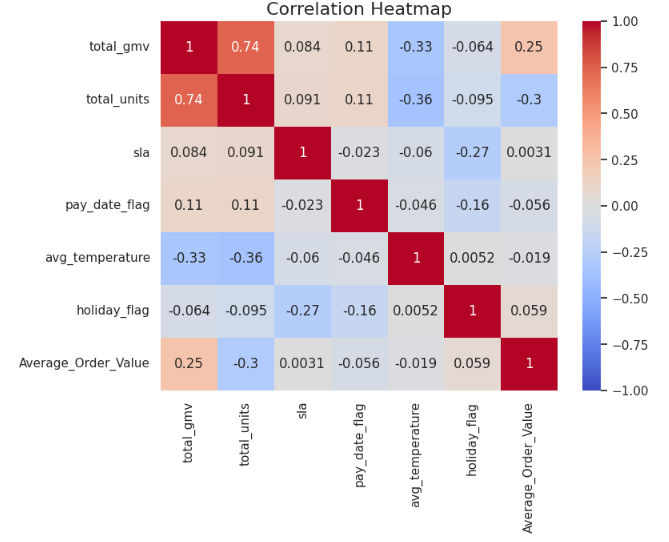 Correlation Heatmap
total_gmv 1 0.74 0.084 0.11 -0.33 -0.064 0.25
total_units 0.74 1 0.091 0.11 -0.36 -0.095 -0.3
sla 0.084 0.091 1 -0.023 -0.06 -0.27 0.0031
pay_date_flag 0.11 0.11 -0.023 1 -0.046 -0.16 -0.056
avg_temperature -0.33 -0.36 -0.06 -0.046 1 0.0052 -0.019
holiday_flag -0.064 -0.095 -0.27 -0.16 0.0052 1 0.059
Average_Order_Value 0.25 -0.3 0.0031 -0.056 -0.019 0.059 1
total_gmv
total_units
sla
pay_date_flag
avg_temperature
holiday_flag
Average_Order_Value
1.00
0.75
0.50
0.25
0.00
−0.25
−0.50
−0.75
−1.00